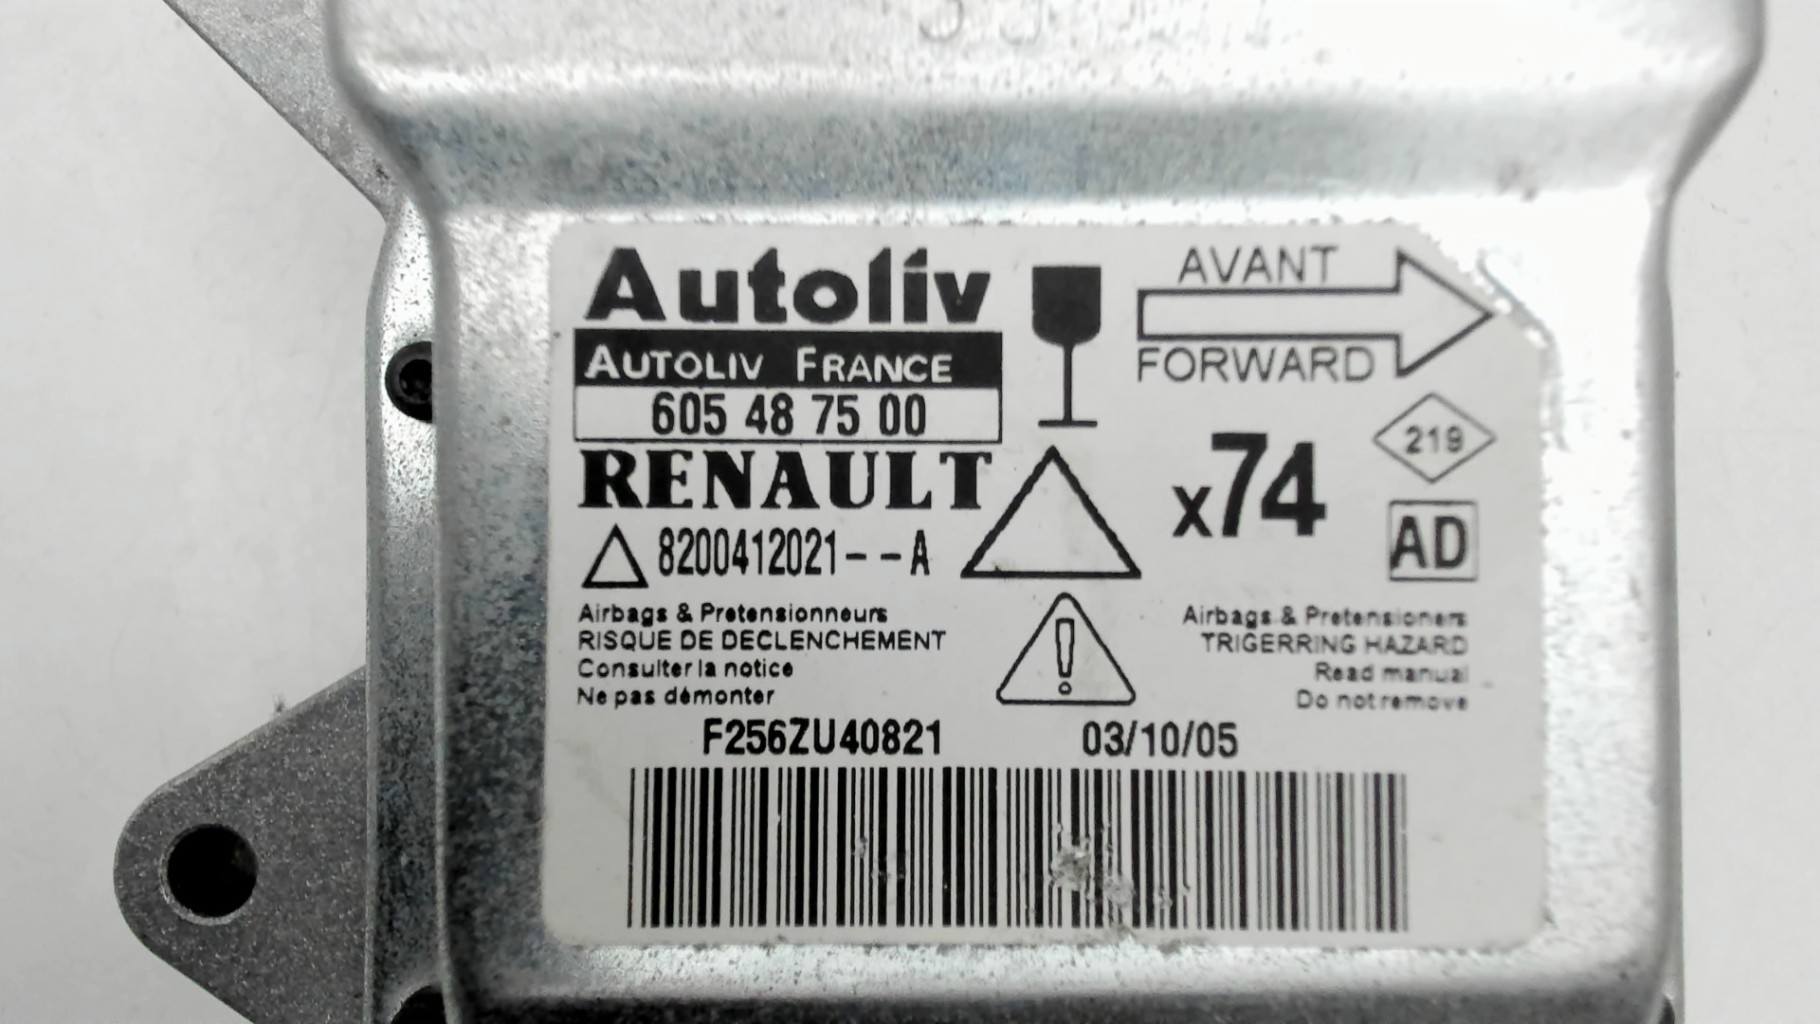 Autoliv
AUTOLIV FRANCE
605 48 75 00
RENAULT
8200412021--A
AVANT
FORWARD
x74
219
AD
Airbags & Pretensionneurs
RISQUE DE DECLENCHEMENT
Consulter la notice
Ne pas démonter
Airbags & Pretensioners
TRIGERRING HAZARD
Read manual
Do not remove
F256ZU40821
03/10/05